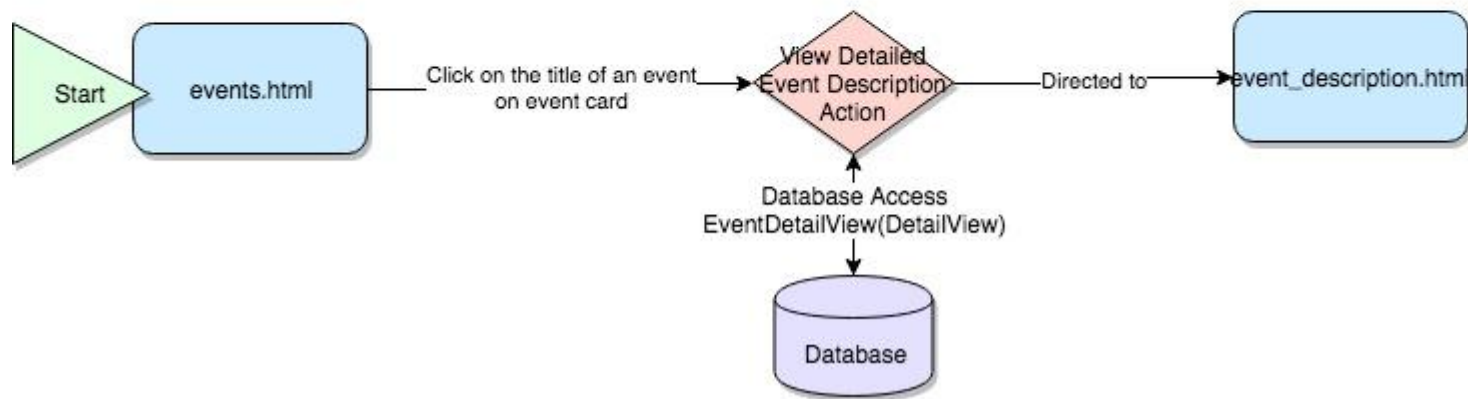 Start
events.html
Click on the title of an event
on event card
View Detailed
Event Description
Action
Directed to
event_description.html
Database Access
EventDetailView(DetailView)
Database